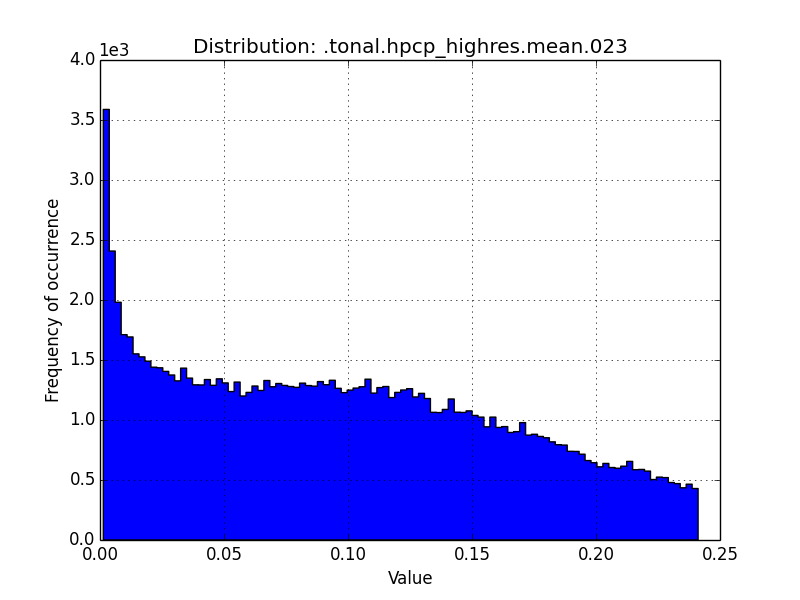 Distribution: .tonal.hpcp_highres.mean.023
1e3
4.0
3.5
3.0
2.5
2.0
1.5
1.0
0.5
0.0
Frequency of occurrence
0.00 0.05 0.10 0.15 0.20 0.25
Value